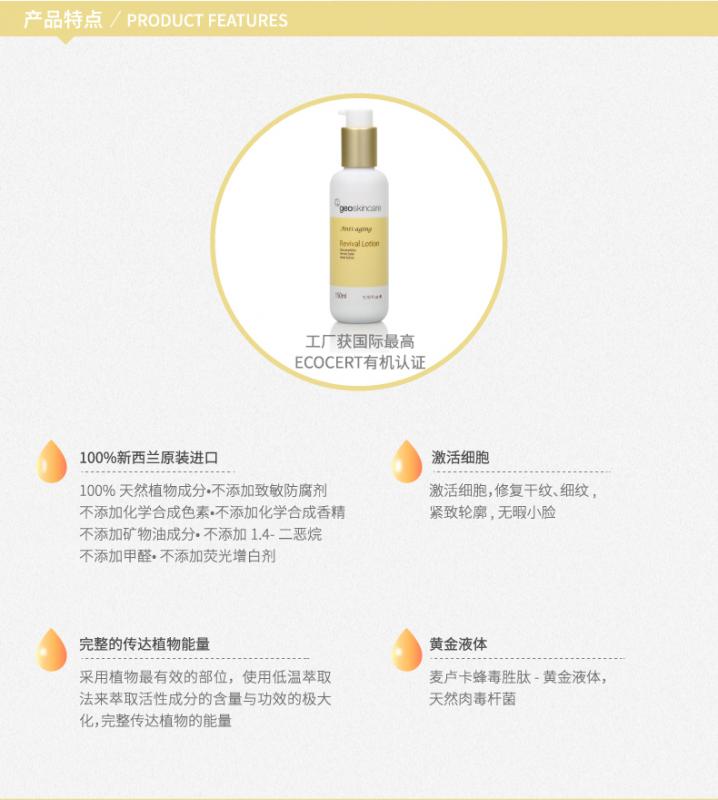 产品特点 / PRODUCT FEATURES
geoskincare
Anti-aging
Revival Lotion
150ml
工厂获国际最高
ECOCERT有机认证
100%新西兰原装进口
100% 天然植物成分•不添加致敏防腐剂
不添加化学合成色素•不添加化学合成香精
不添加矿物油成分• 不添加 1.4- 二恶烷
不添加甲醛• 不添加荧光增白剂
激活细胞
激活细胞,修复干纹、细纹 ,
紧致轮廓 , 无暇小脸
完整的传达植物能量
采用植物最有效的部位，使用低温萃取
法来萃取活性成分的含量与功效的极大
化,完整传达植物的能量
黄金液体
麦卢卡蜂毒胜肽 - 黄金液体，
天然肉毒杆菌